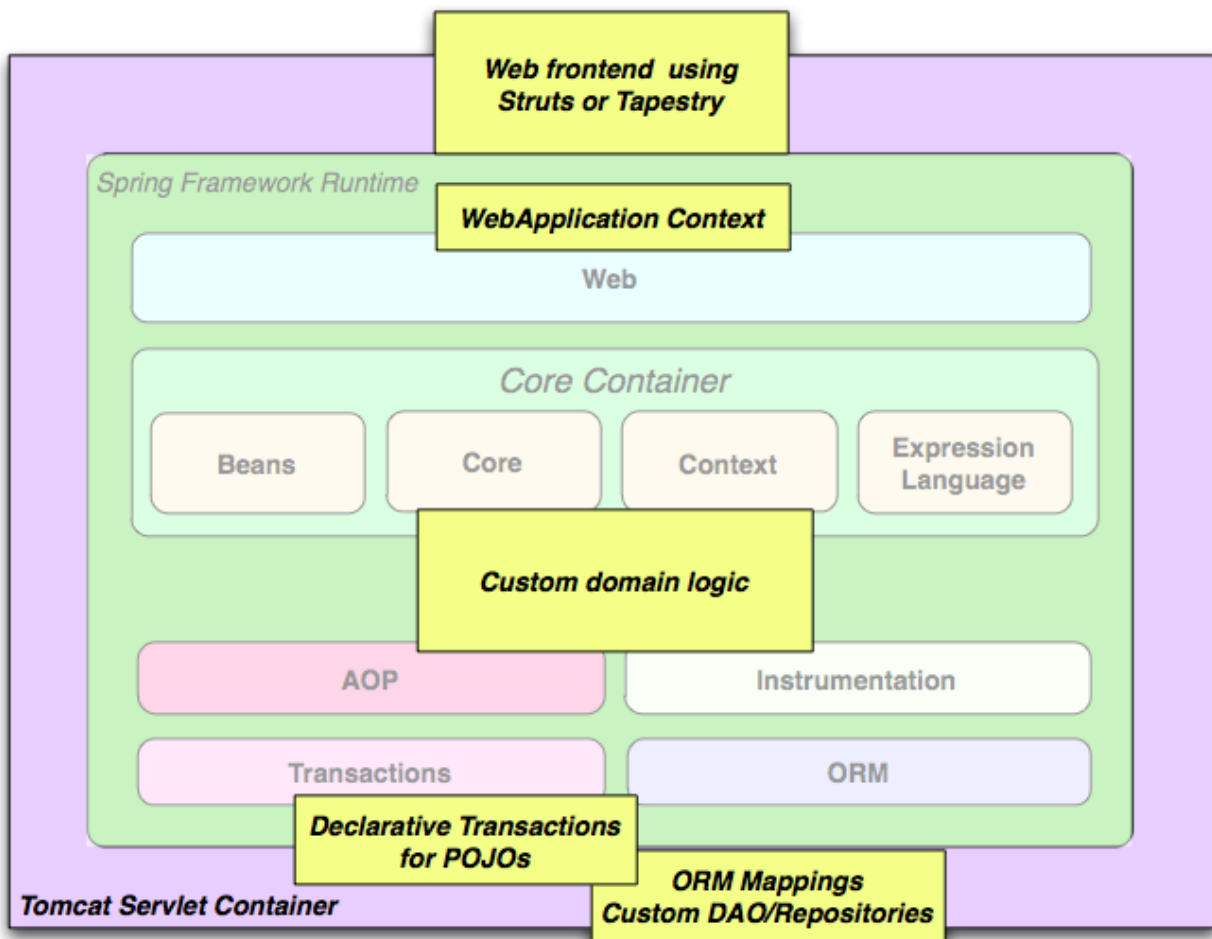 Web frontend using
Struts or Tapestry
Spring Framework Runtime
WebApplication Context
Web
Core Container
Beans
Core
Context
Expression
Language
Custom domain logic
AOP
Instrumentation
Transactions
ORM
Declarative Transactions
for POJOs
ORM Mappings
Custom DAO/Repositories
Tomcat Servlet Container